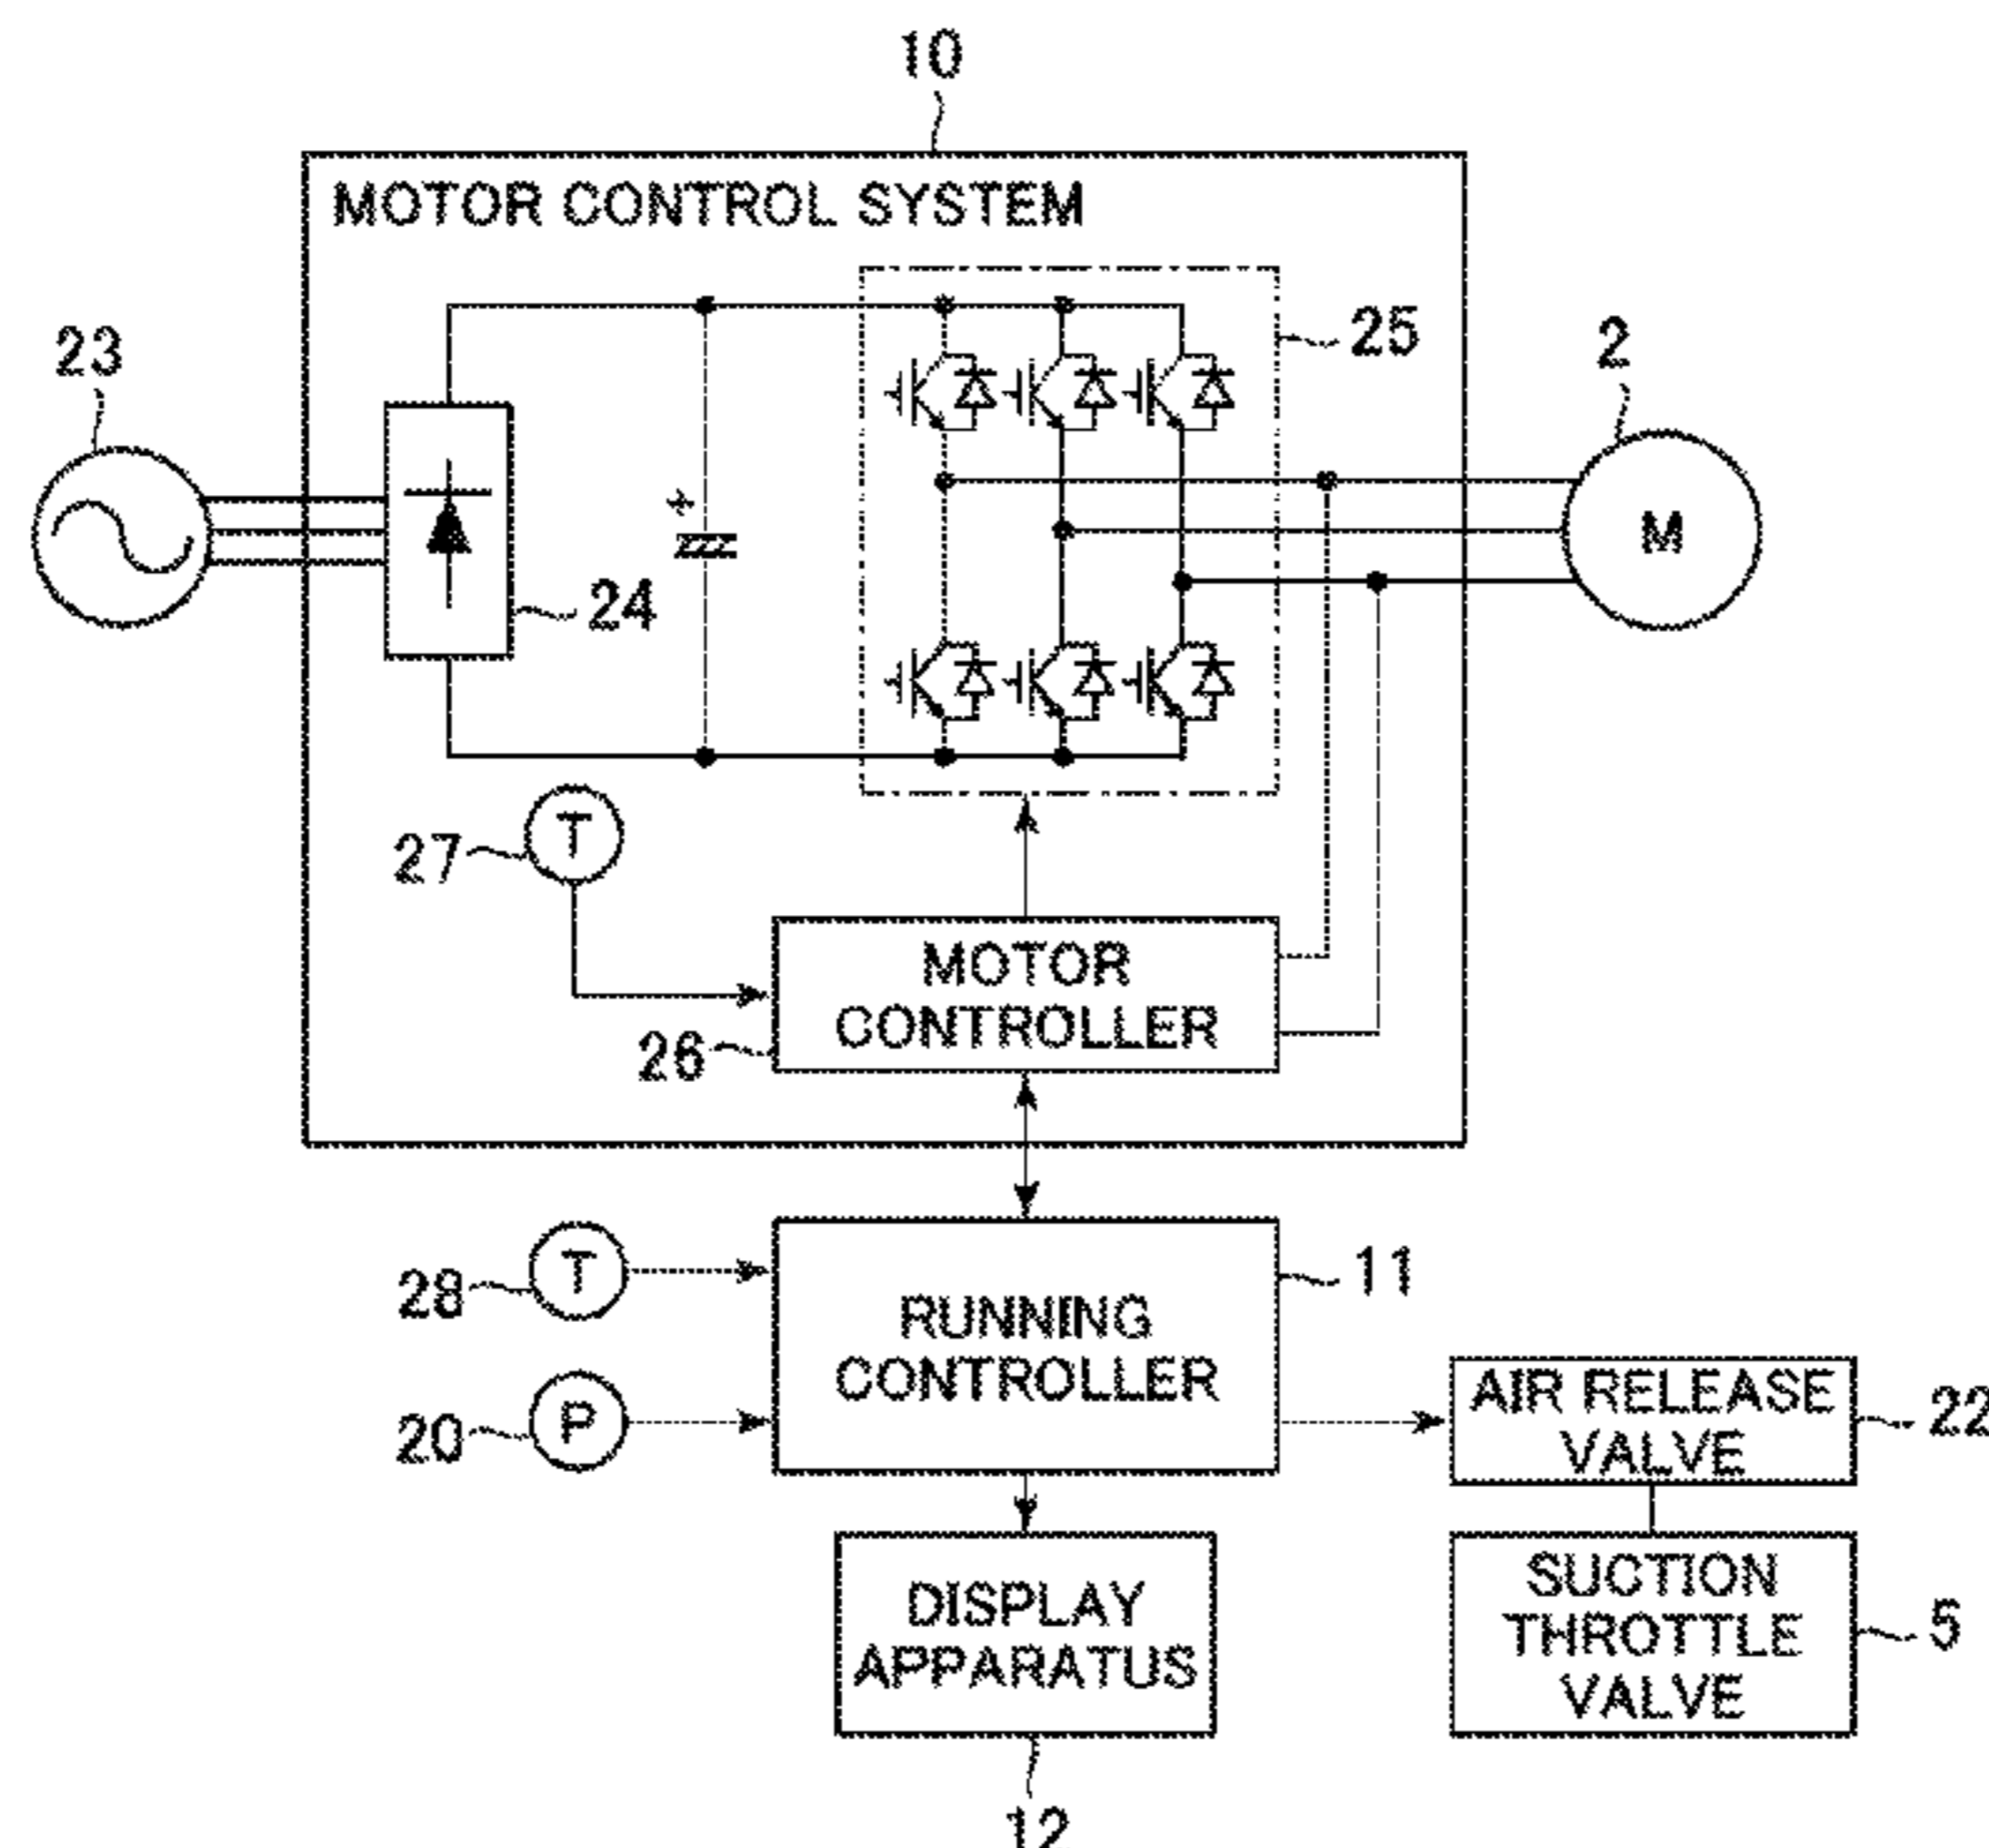 10
MOTOR CONTROL SYSTEM
23
25
2
+
M
24
T
27
MOTOR
CONTROLLER
26
T
28
11
RUNNING
CONTROLLER
P
20
AIR RELEASE
VALVE
22
DISPLAY
APPARATUS
SUCTION
THROTTLE
VALVE
5
12